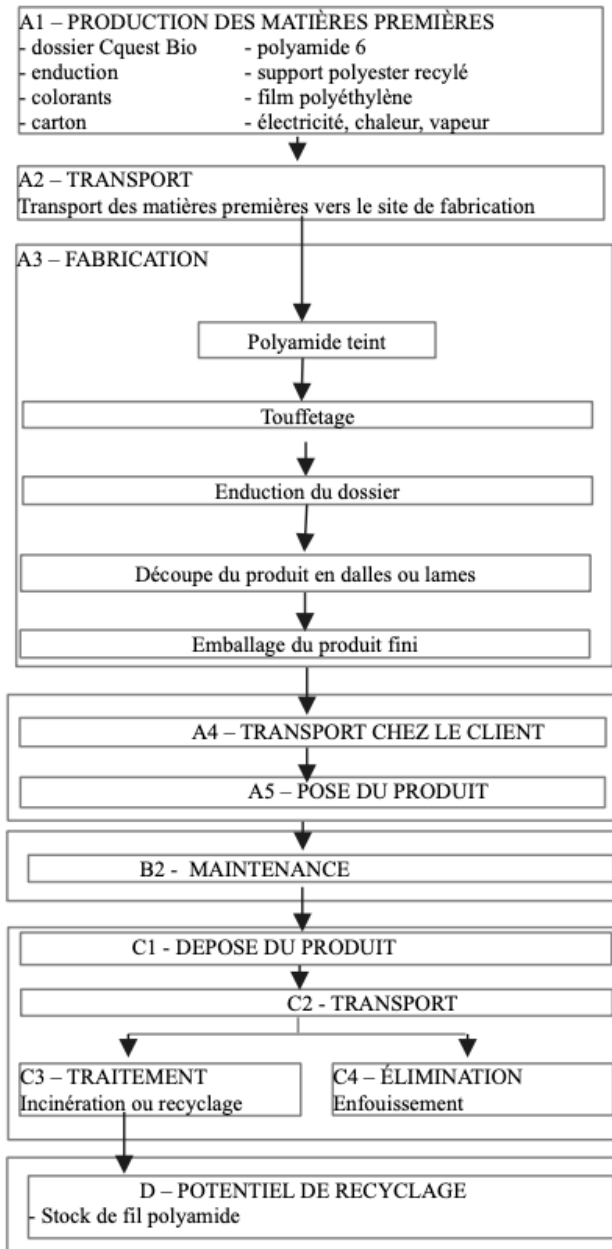 A1 – PRODUCTION DES MATIÈRES PREMIÈRES
- dossier Cquest Bio - polyamide 6
- enduction - support polyester recylé
- colorants - film polyéthylène
- carton - électricité, chaleur, vapeur
A2 – TRANSPORT
Transport des matières premières vers le site de fabrication
A3 – FABRICATION
Polyamide teint
Touffetage
Enduction du dossier
Découpe du produit en dalles ou lames
Emballage du produit fini
A4 – TRANSPORT CHEZ LE CLIENT
A5 – POSE DU PRODUIT
B2 - MAINTENANCE
C1 - DEPOSE DU PRODUIT
C2 - TRANSPORT
C3 – TRAITEMENT
Incinération ou recyclage
C4 – ÉLIMINATION
Enfouissement
D – POTENTIEL DE RECYCLAGE
- Stock de fil polyamide